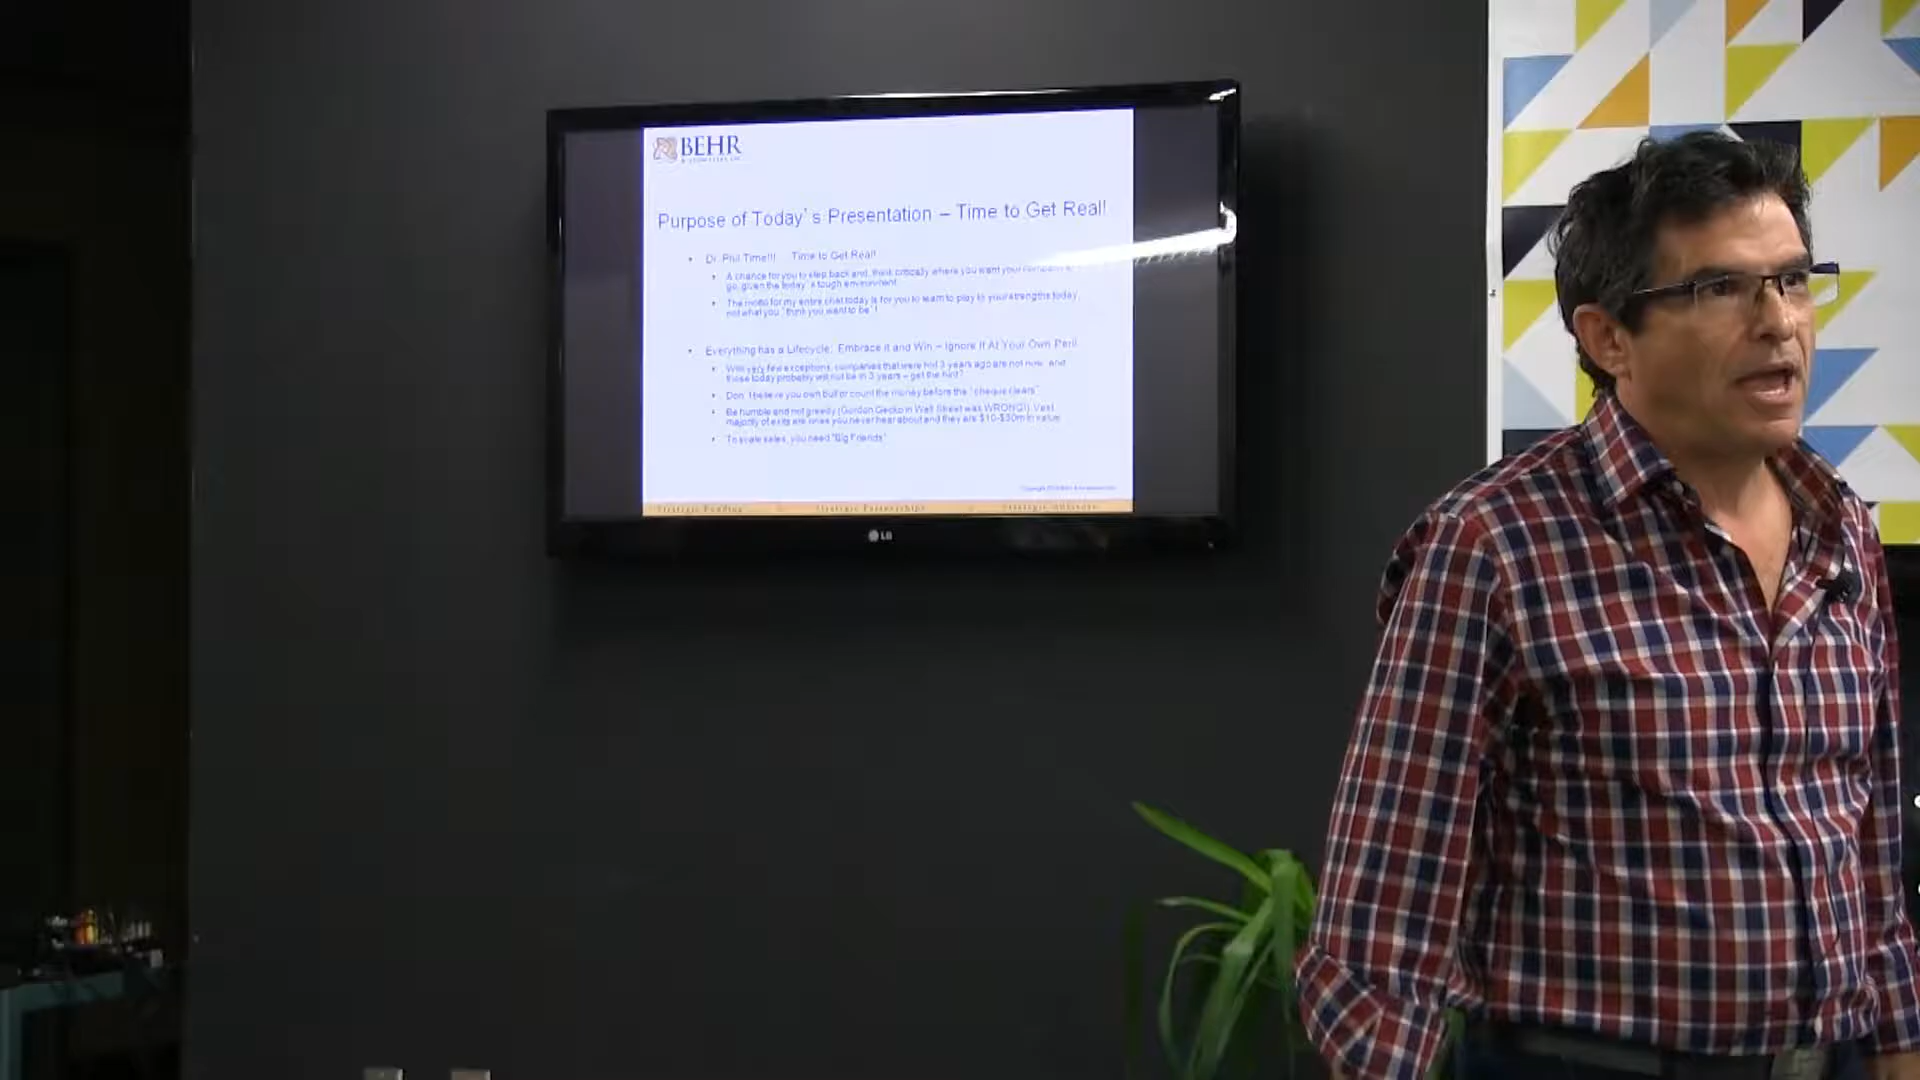 BEHR
Purpose of Today's Presentation – Time to Get Real!
• Dr. Phil Time!!! Time to Get Real!
• A chance for you to step back and, think critically where you want your company to
go, given the today's tough environment
• The motto for my entire chat today is for you to learn to play to your strengths today,
not what you "think you want to be"!
• Everything has a Lifecycle: Embrace it and Win – Ignore It At Your Own Peril
• With very few exceptions, companies that were hot 3 years ago are not now, and
those today probably will not be in 3 years – get the hint?
• Don't believe you own bull or count the money before the "cheque clears"
• Be humble and not greedy (Gordon Gecko in Wall Street was WRONG!). Vast
majority of exits are ones you never hear about and they are $10-$30m in value
• To scale sales, you need "Big Friends"
Strategic Funding Strategic Partnerships Strategic
LG